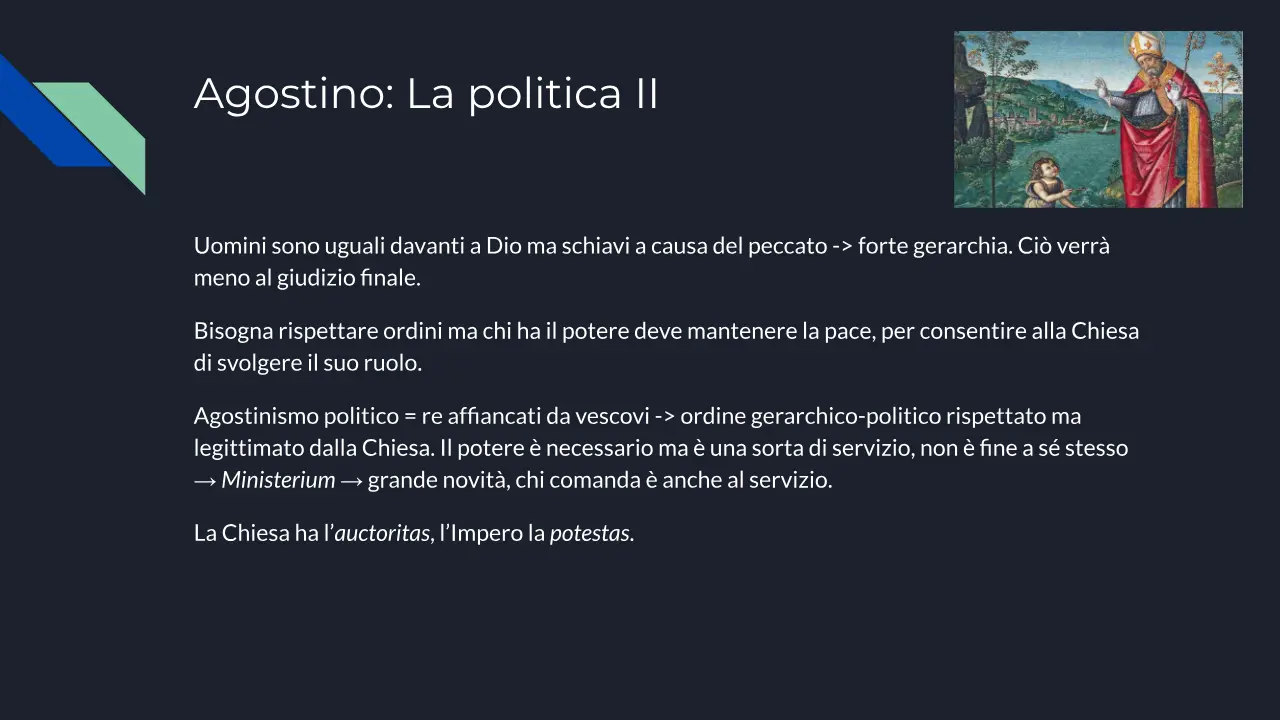 Agostino: La politica II
Uomini sono uguali davanti a Dio ma schiavi a causa del peccato -> forte gerarchia. Ciò verrà
meno al giudizio finale.
Bisogna rispettare ordini ma chi ha il potere deve mantenere la pace, per consentire alla Chiesa
di svolgere il suo ruolo.
Agostinismo politico = re affiancati da vescovi -> ordine gerarchico-politico rispettato ma
legittimato dalla Chiesa. Il potere è necessario ma è una sorta di servizio, non è fine a sé stesso
→ Ministerium → grande novità, chi comanda è anche al servizio.
La Chiesa ha l’auctoritas, l’Impero la potestas.